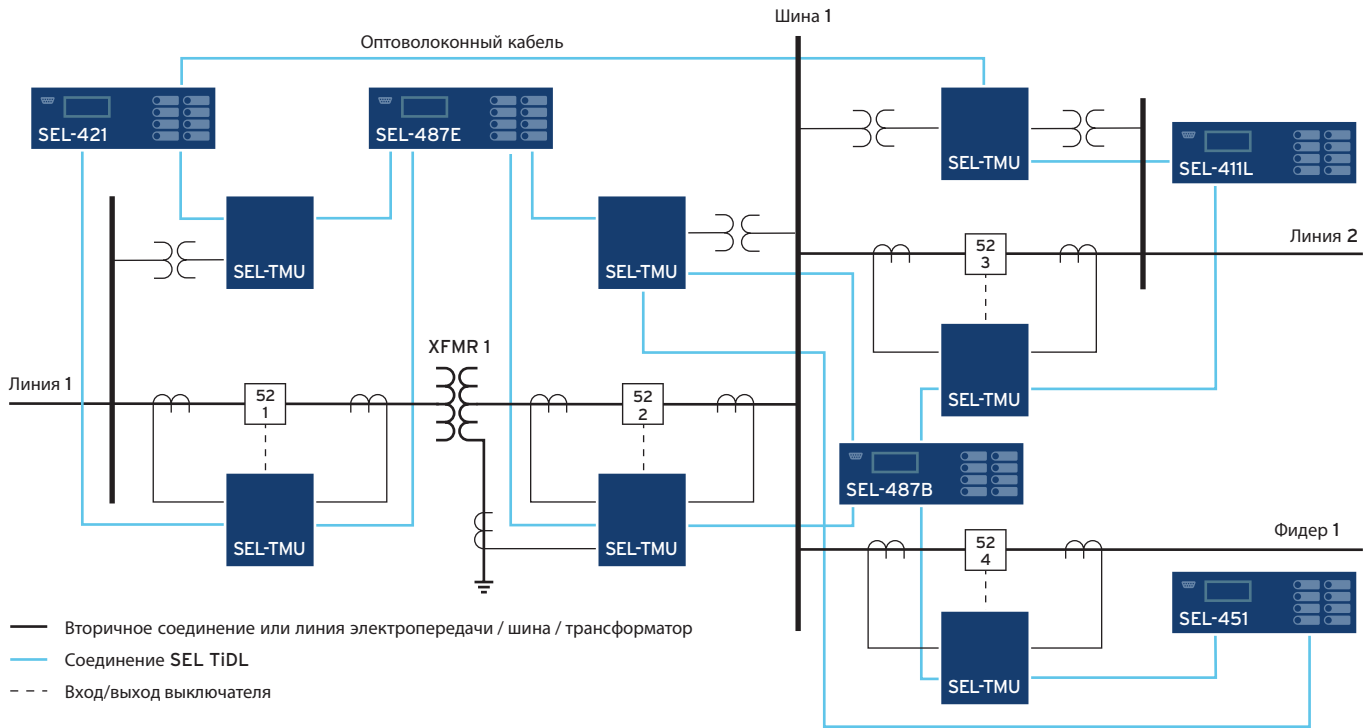 Шина 1
Оптоволоконный кабель
SEL-421
SEL-487E
SEL-TMU
SEL-411L
SEL-TMU
SEL-TMU
52
3
Линия 2
SEL-TMU
XFMR 1
Линия 1
52
1
52
2
SEL-TMU
SEL-TMU
SEL-487B
SEL-TMU
52
4
Фидер 1
SEL-451
SEL-TMU
Вторичное соединение или линия электропередачи / шина / трансформатор
Соединение SEL TiDL
Вход/выход выключателя